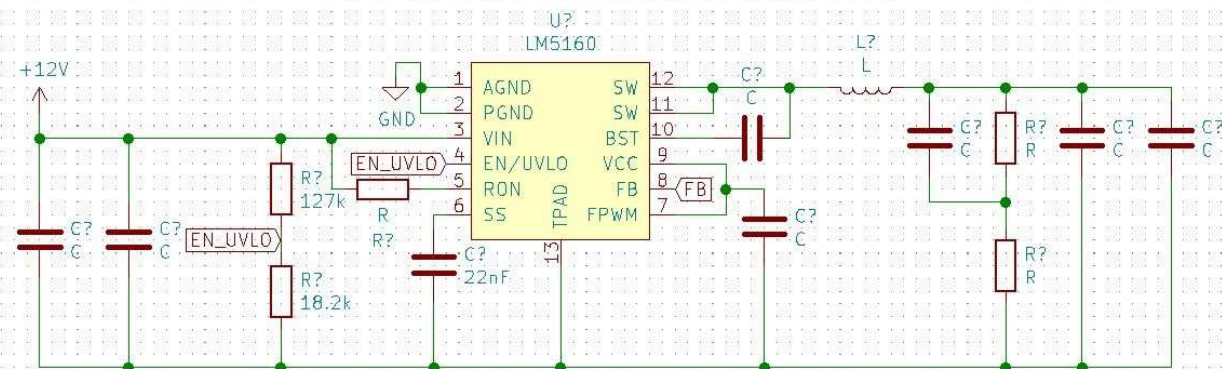 U?
LM5160
+12V
GND
1 AGND
2 PGND
3 VIN
4 EN/UVLO
5 RON
6 SS
SW 12
SW 11
BST 10
VCC 9
FB 8
FPWM 7
TPAD
13
EN_UVLO
R
R?
R?
127k
EN_UVLO
R?
18.2k
C?
C
C?
C
C?
22nF
FB
C?
C
C?
C
L?
L
C?
C
R?
R
C?
C
C?
C
R?
R